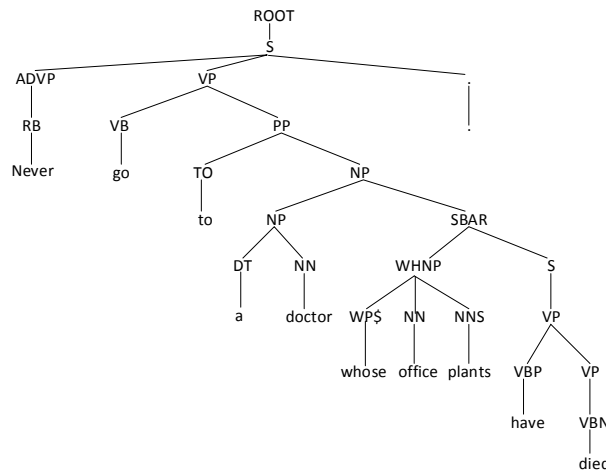 ROOT
S
ADVP VP .
RB VB PP .
Never go TO NP
to NP SBAR
DT NN WHNP S
a doctor WP$ NN NNS VP
whose office plants VBP VP
have VBN
died